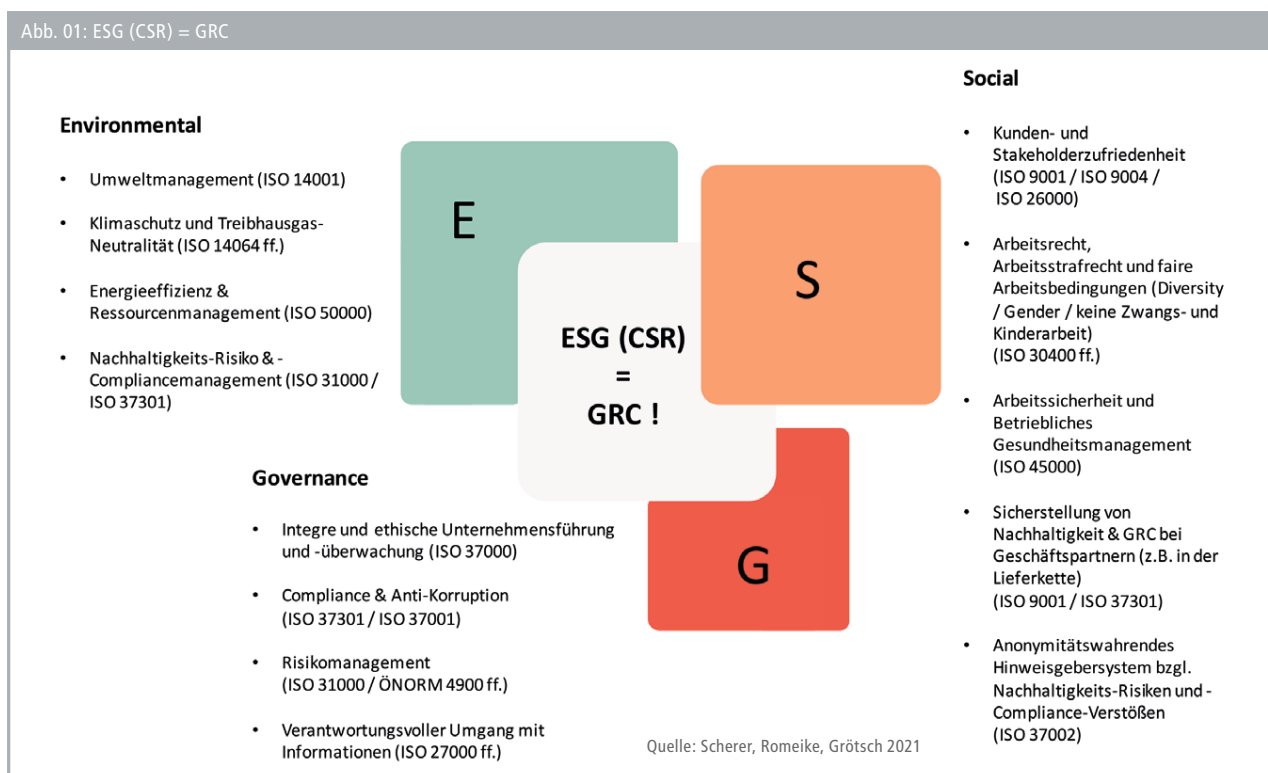 Abb. 01: ESG (CSR) = GRC
Environmental
• Umweltmanagement (ISO 14001)
• Klimaschutz und Treibhausgas-
Neutralität (ISO 14064 ff.)
• Energieeffizienz &
Ressourcenmanagement (ISO 50000)
• Nachhaltigkeits-Risiko & -
Compliancemanagement (ISO 31000 /
ISO 37301)
E
S
G
ESG (CSR)
=
GRC !
Governance
• Integre und ethische Unternehmensführung
und -überwachung (ISO 37000)
• Compliance & Anti-Korruption
(ISO 37301 / ISO 37001)
• Risikomanagement
(ISO 31000 / ÖNORM 4900 ff.)
• Verantwortungsvoller Umgang mit
Informationen (ISO 27000 ff.)
Social
• Kunden- und
Stakeholderzufriedenheit
(ISO 9001 / ISO 9004 /
ISO 26000)
• Arbeitsrecht,
Arbeitsstrafrecht und faire
Arbeitsbedingungen (Diversity
/ Gender / keine Zwangs- und
Kinderarbeit)
(ISO 30400 ff.)
• Arbeitssicherheit und
Betriebliches
Gesundheitsmanagement
(ISO 45000)
• Sicherstellung von
Nachhaltigkeit & GRC bei
Geschäftspartnern (z.B. in der
Lieferkette)
(ISO 9001 / ISO 37301)
• Anonymitätswahrendes
Hinweisgebersystem bzgl.
Nachhaltigkeits-Risiken und -
Compliance-Verstößen
(ISO 37002)
Quelle: Scherer, Romeike, Grötsch 2021